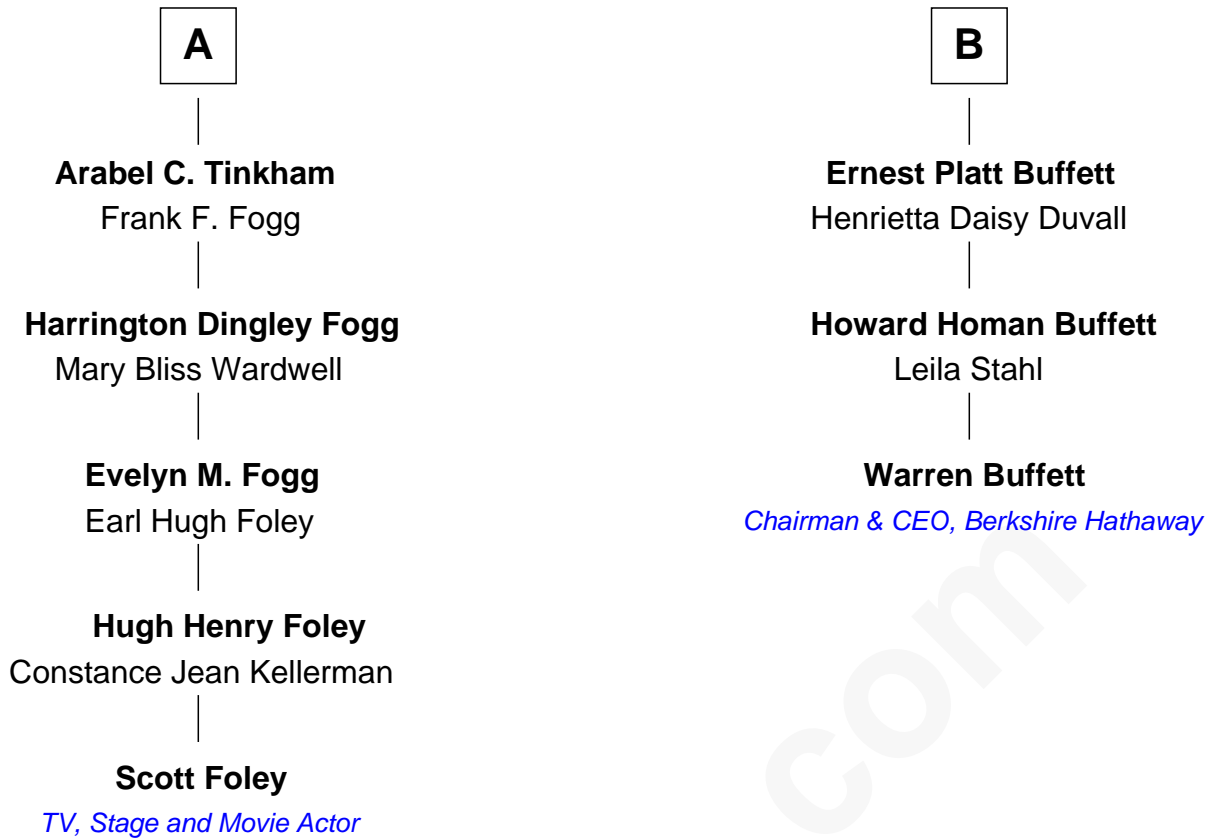 A
Arabel C. Tinkham
Frank F. Fogg
Harrington Dingley Fogg
Mary Bliss Wardwell
Evelyn M. Fogg
Earl Hugh Foley
Hugh Henry Foley
Constance Jean Kellerman
Scott Foley
TV, Stage and Movie Actor
B
Ernest Platt Buffett
Henrietta Daisy Duvall
Howard Homan Buffett
Leila Stahl
Warren Buffett
Chairman & CEO, Berkshire Hathaway
com